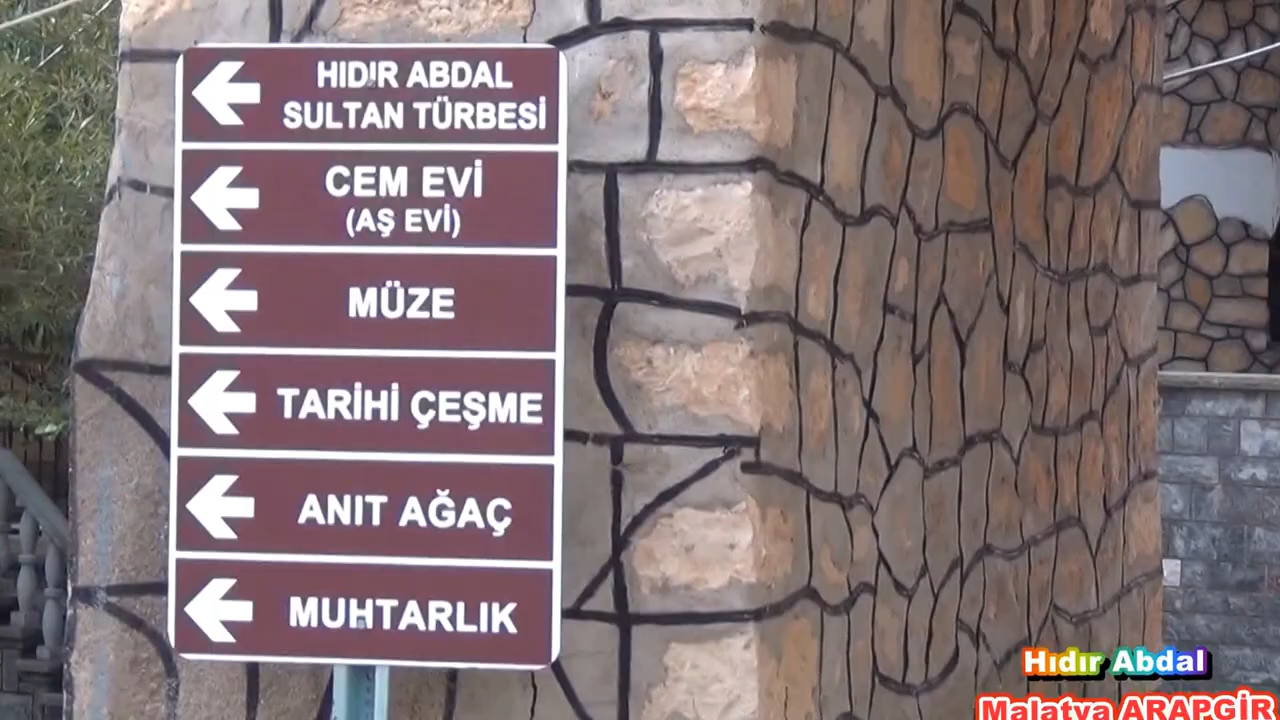 HIDIR ABDAL
SULTAN TÜRBESİ
CEM EVİ
(AŞ EVİ)
MÜZE
TARİHİ ÇEŞME
ANIT AĞAÇ
MUHTARLIK
Hıdır Abdal
Malatya ARAPGİR